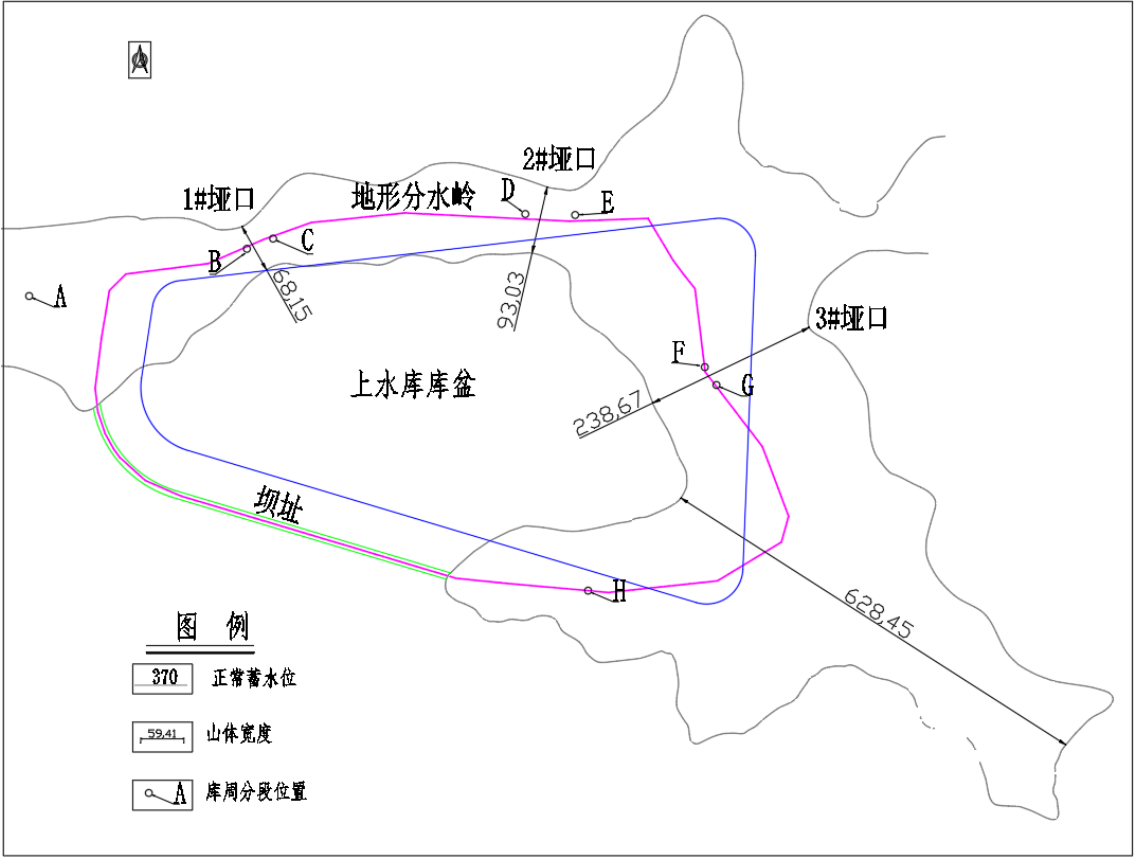 2#垭口
1#垭口
地形分水岭
D
E
B
C
A
68,15
93,03
3#垭口
F
G
上水库库盆
238,67
坝址
H
628,45
图 例
370
正常蓄水位
59,41
山体宽度
A
库周分段位置